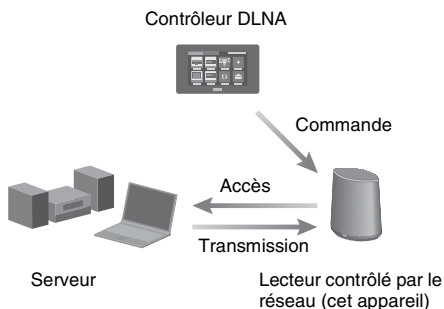 Contrôleur DLNA
Commande
Accès
Transmission
Serveur
Lecteur contrôlé par le
réseau (cet appareil)